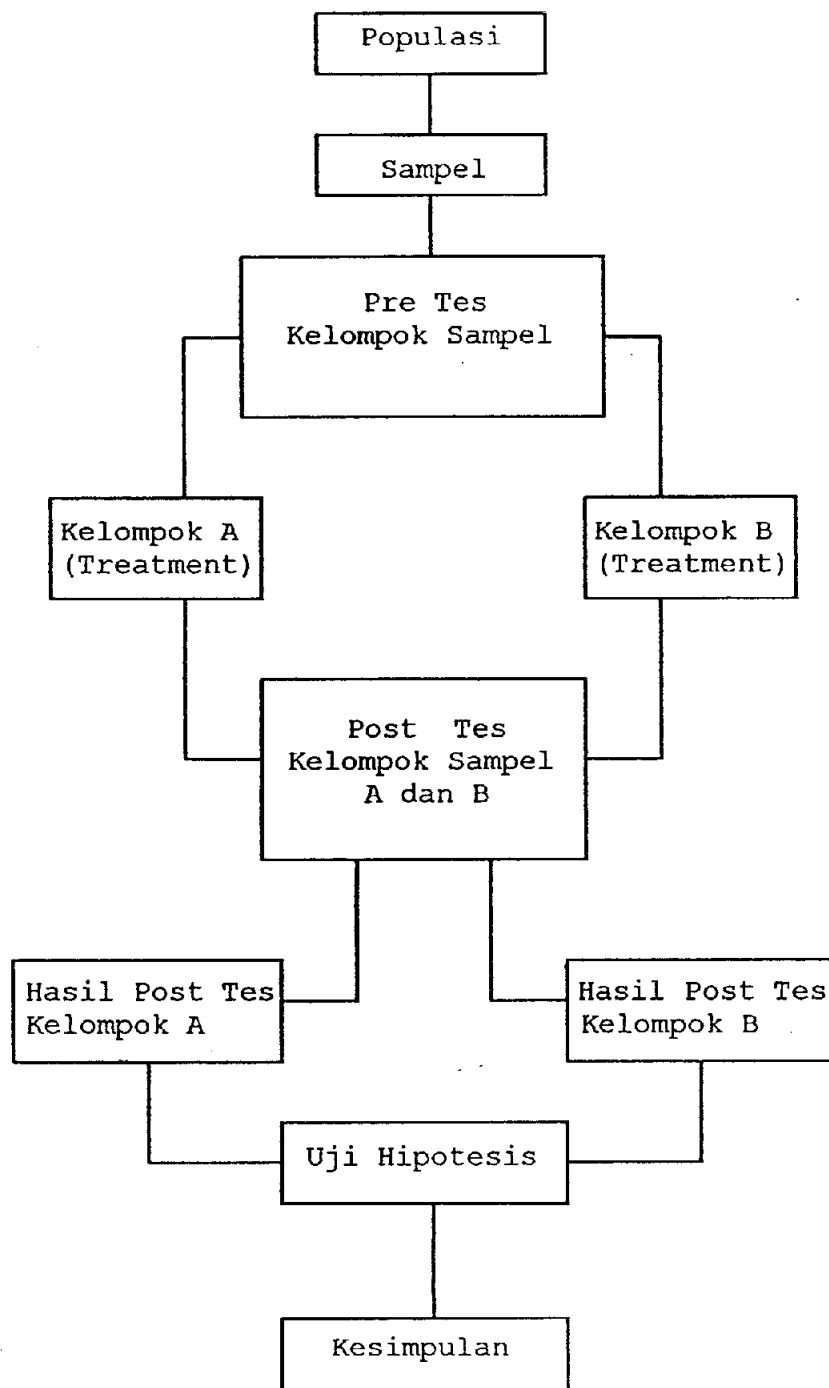 Populasi
Sampel
Pre Tes
Kelompok Sampel
Kelompok A
(Treatment)
Kelompok B
(Treatment)
Post Tes
Kelompok Sampel
A dan B
Hasil Post Tes
Kelompok A
Hasil Post Tes
Kelompok B
Uji Hipotesis
Kesimpulan